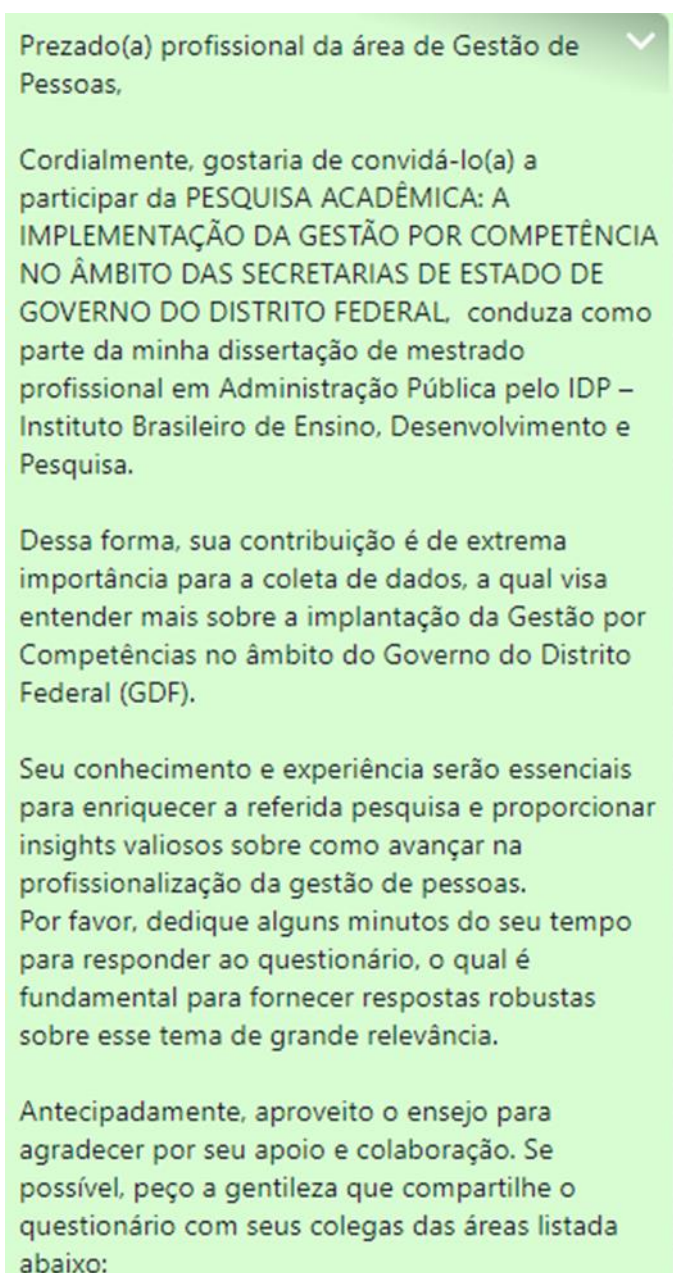 Prezado(a) profissional da área de Gestão de
Pessoas,
Cordialmente, gostaria de convidá-lo(a) a
participar da PESQUISA ACADÊMICA: A
IMPLEMENTAÇÃO DA GESTÃO POR COMPETÊNCIA
NO ÂMBITO DAS SECRETARIAS DE ESTADO DE
GOVERNO DO DISTRITO FEDERAL,  conduza como
parte da minha dissertação de mestrado
profissional em Administração Pública pelo IDP –
Instituto Brasileiro de Ensino, Desenvolvimento e
Pesquisa.
Dessa forma, sua contribuição é de extrema
importância para a coleta de dados, a qual visa
entender mais sobre a implantação da Gestão por
Competências no âmbito do Governo do Distrito
Federal (GDF).
Seu conhecimento e experiência serão essenciais
para enriquecer a referida pesquisa e proporcionar
insights valiosos sobre como avançar na
profissionalização da gestão de pessoas.
Por favor, dedique alguns minutos do seu tempo
para responder ao questionário, o qual é
fundamental para fornecer respostas robustas
sobre esse tema de grande relevância.
Antecipadamente, aproveito o ensejo para
agradecer por seu apoio e colaboração. Se
possível, peço a gentileza que compartilhe o
questionário com seus colegas das áreas listada
abaixo: